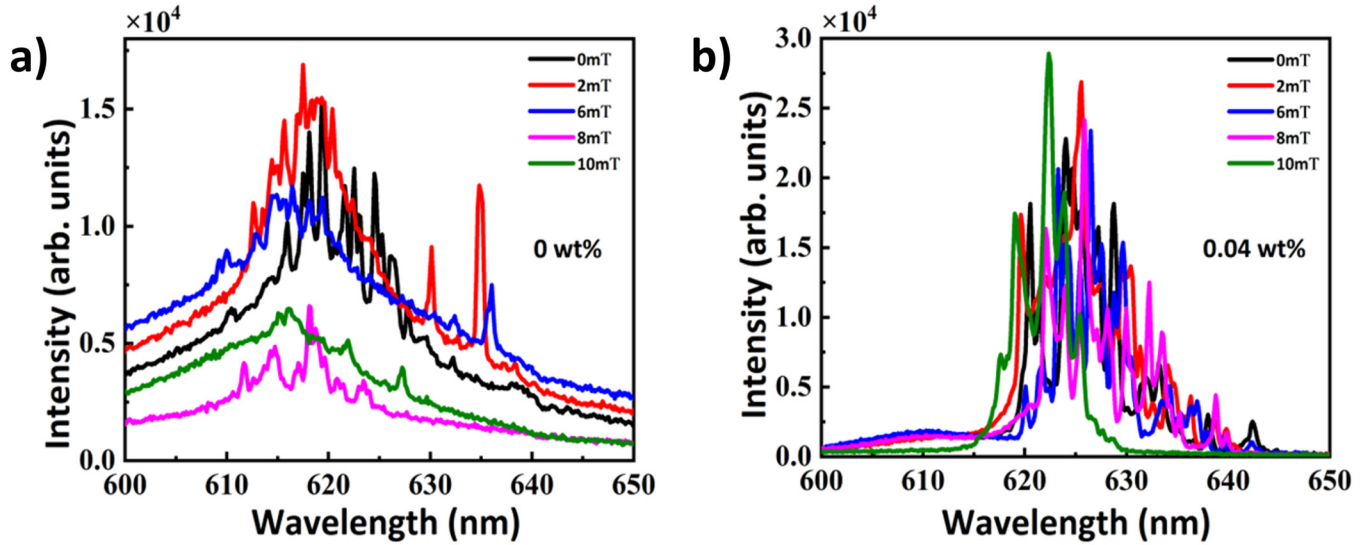 a)
×10⁴
1.5
1.0
0.5
0.0
600 610 620 630 640 650
Intensity (arb. units)
Wavelength (nm)
0mT
2mT
6mT
8mT
10mT
0 wt%
b)
×10⁴
3.0
2.5
2.0
1.5
1.0
0.5
0.0
600 610 620 630 640 650
Intensity (arb. units)
Wavelength (nm)
0mT
2mT
6mT
8mT
10mT
0.04 wt%